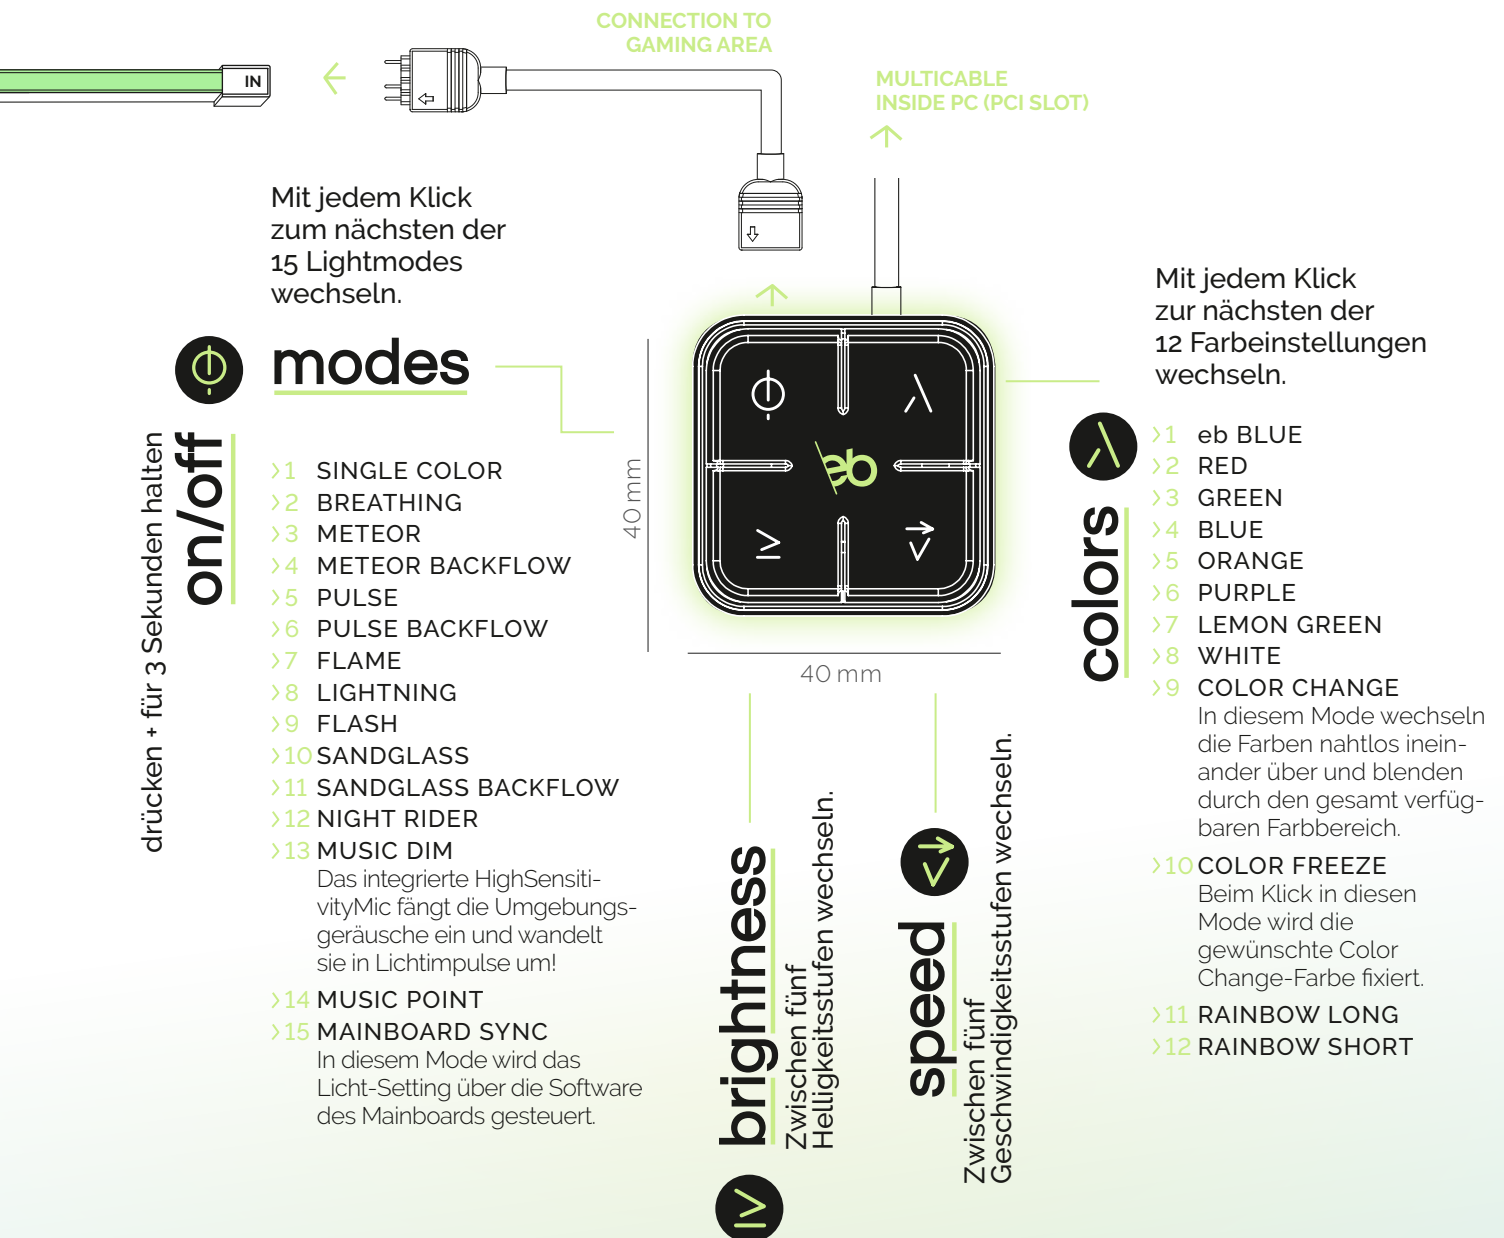 CONNECTION TO
GAMING AREA
MULTICABLE
INSIDE PC (PCI SLOT)
IN
Mit jedem Klick
zum nächsten der
15 Lightmodes
wechseln.
modes
on/off
drücken + für 3 Sekunden halten
>1 SINGLE COLOR
>2 BREATHING
>3 METEOR
>4 METEOR BACKFLOW
>5 PULSE
>6 PULSE BACKFLOW
>7 FLAME
>8 LIGHTNING
>9 FLASH
>10 SANDGLASS
>11 SANDGLASS BACKFLOW
>12 NIGHT RIDER
>13 MUSIC DIM
Das integrierte HighSensiti-
vityMic fängt die Umgebungs-
geräusche ein und wandelt
sie in Lichtimpulse um!
>14 MUSIC POINT
>15 MAINBOARD SYNC
In diesem Mode wird das
Licht-Setting über die Software
des Mainboards gesteuert.
40 mm
eb
40 mm
brightness
Zwischen fünf
Helligkeitsstufen wechseln.
speed
Zwischen fünf
Geschwindigkeitsstufen wechseln.
Mit jedem Klick
zur nächsten der
12 Farbeinstellungen
wechseln.
colors
>1 eb BLUE
>2 RED
>3 GREEN
>4 BLUE
>5 ORANGE
>6 PURPLE
>7 LEMON GREEN
>8 WHITE
>9 COLOR CHANGE
In diesem Mode wechseln
die Farben nahtlos inein-
ander über und blenden
durch den gesamt verfüg-
baren Farbbereich.
>10 COLOR FREEZE
Beim Klick in diesen
Mode wird die
gewünschte Color
Change-Farbe fixiert.
>11 RAINBOW LONG
>12 RAINBOW SHORT